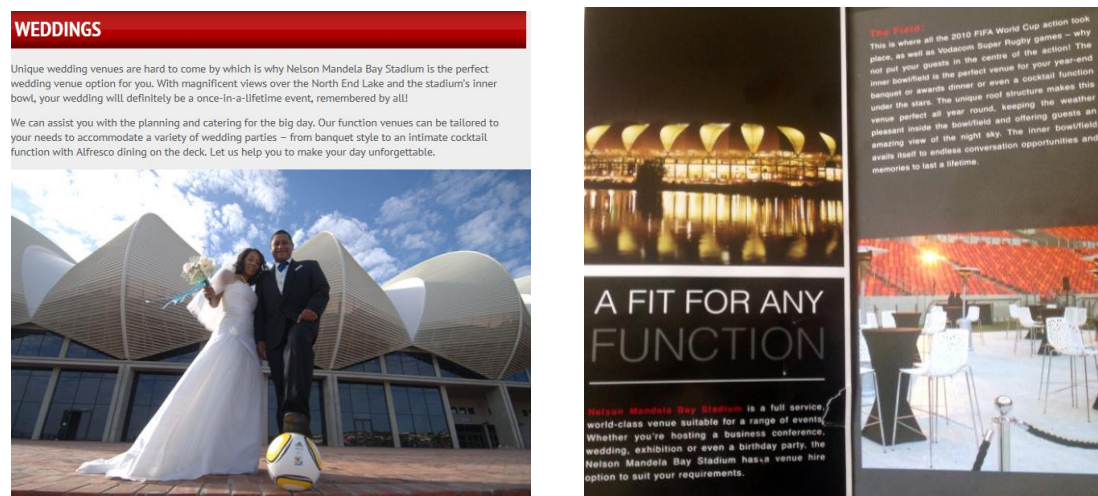 WEDDINGS
Unique wedding venues are hard to come by which is why Nelson Mandela Bay Stadium is the perfect
wedding venue option for you. With magnificent views over the North End Lake and the stadium's inner
bowl, your wedding will definitely be a once-in-a-lifetime event, remembered by all!
We can assist you with the planning and catering for the big day. Our function venues can be tailored to
your needs to accommodate a variety of wedding parties – from banquet style to an intimate cocktail
function with Alfresco dining on the deck. Let us help you to make your day unforgettable.
A FIT FOR ANY
FUNCTION
Nelson Mandela Bay Stadium is a full service,
world-class venue suitable for a range of events.
Whether you're hosting a business conference,
wedding, exhibition or even a birthday party, the
Nelson Mandela Bay Stadium has a venue hire
option to suit your requirements.
The Field:
This is where all the 2010 FIFA World Cup action took
place, as well as Vodacom Super Rugby games – why
not put your guests in the centre of the action! The
inner bowl/field is the perfect venue for your year-end
banquet or awards dinner or even a cocktail function
under the stars. The unique roof structure makes this
venue perfect all year round, keeping the weather
pleasant inside the bowl/field and offering guests an
amazing view of the night sky. The inner bowl/field
avails itself to endless conversation opportunities and
memories to last a lifetime.